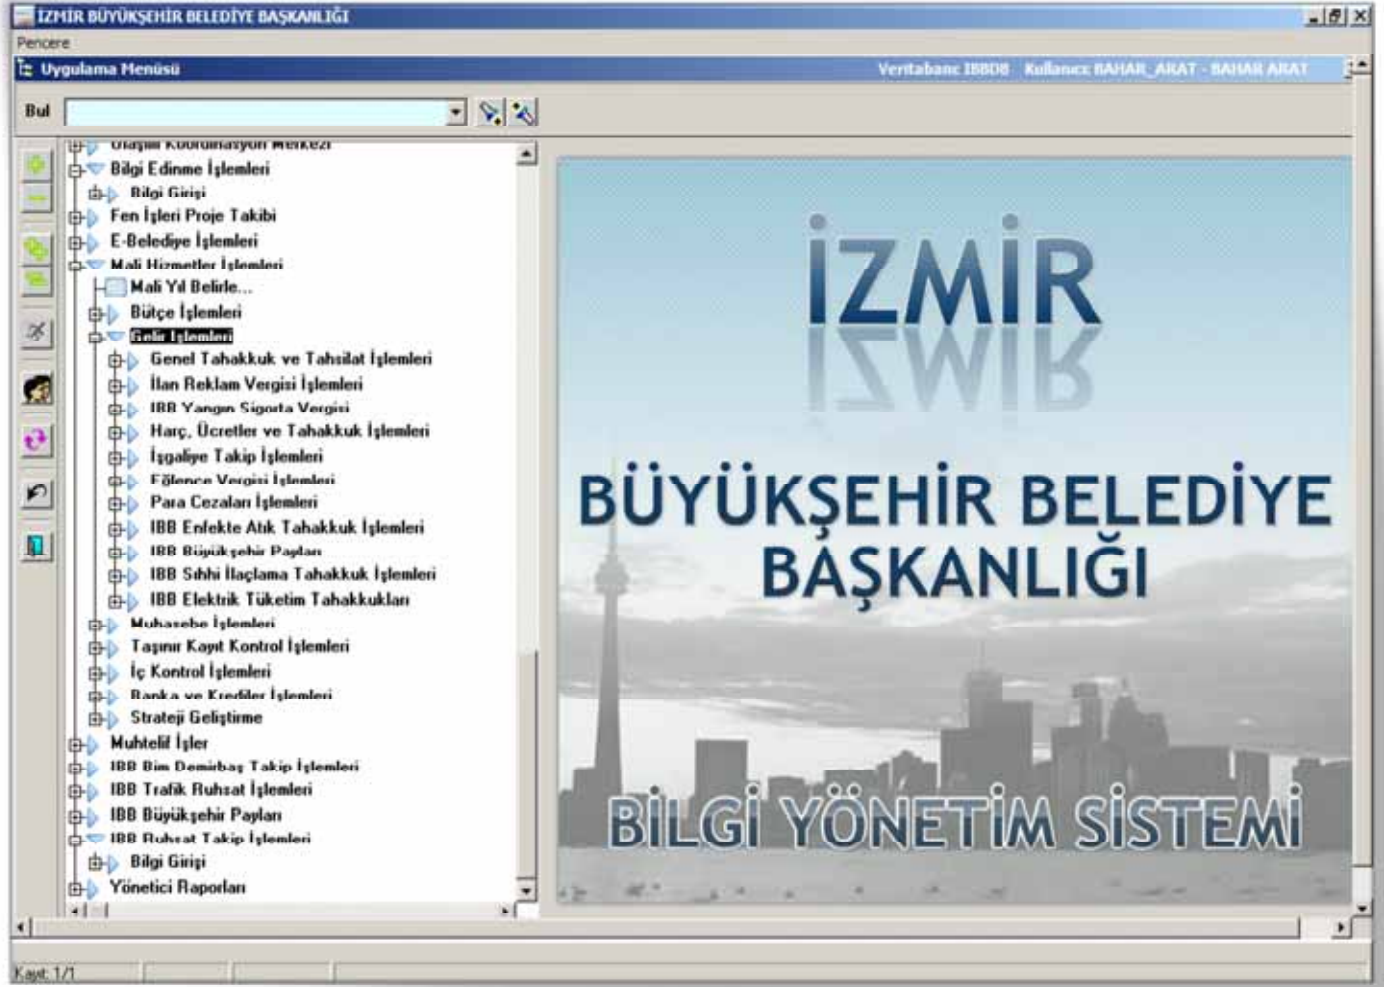 İZMİR BÜYÜKŞEHİR BELEDİYE BAŞKANLIĞI
Pencere
Uygulama Menüsü Veritabanı: IBBDB Kullanıcı: BAHAR_ARAT - BAHAR ARAT
Bul
Ulaşım Koordinasyon Merkezi
Bilgi Edinme İşlemleri
Bilgi Girişi
Fen İşleri Proje Takibi
E-Belediye İşlemleri
Mali Hizmetler İşlemleri
Mali Yıl Belirle...
Bütçe İşlemleri
Gelir İşlemleri
Genel Tahakkuk ve Tahsilat İşlemleri
İlan Reklam Vergisi İşlemleri
IBB Yangın Sigorta Vergisi
Harç, Ücretler ve Tahakkuk İşlemleri
İşgaliye Takip İşlemleri
Eğlence Vergisi İşlemleri
Para Cezaları İşlemleri
IBB Enfekte Atık Tahakkuk İşlemleri
IBB Büyükşehir Payları
IBB Sıhhi İlaçlama Tahakkuk İşlemleri
IBB Elektrik Tüketim Tahakkukları
Muhasebe İşlemleri
Taşınır Kayıt Kontrol İşlemleri
İç Kontrol İşlemleri
Banka ve Krediler İşlemleri
Strateji Geliştirme
Muhtelif İşler
IBB Bim Demirbaş Takip İşlemleri
IBB Trafik Ruhsat İşlemleri
IBB Büyükşehir Payları
IBB Ruhsat Takip İşlemleri
Bilgi Girişi
Yönetici Raporları
İZMİR
BÜYÜKŞEHİR BELEDİYE
BAŞKANLIĞI
BİLGİ YÖNETİM SİSTEMİ
Kayıt: 1/1